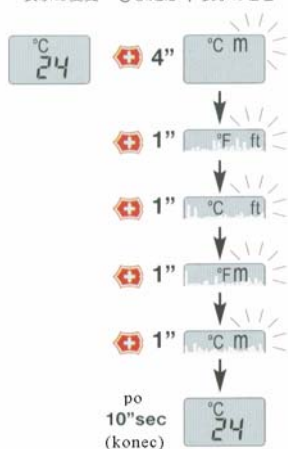 °C
24
4” °C m
1” °F ft
1” °C ft
1” °F m
1” °C m
po
10”sec
(konec)
°C
24